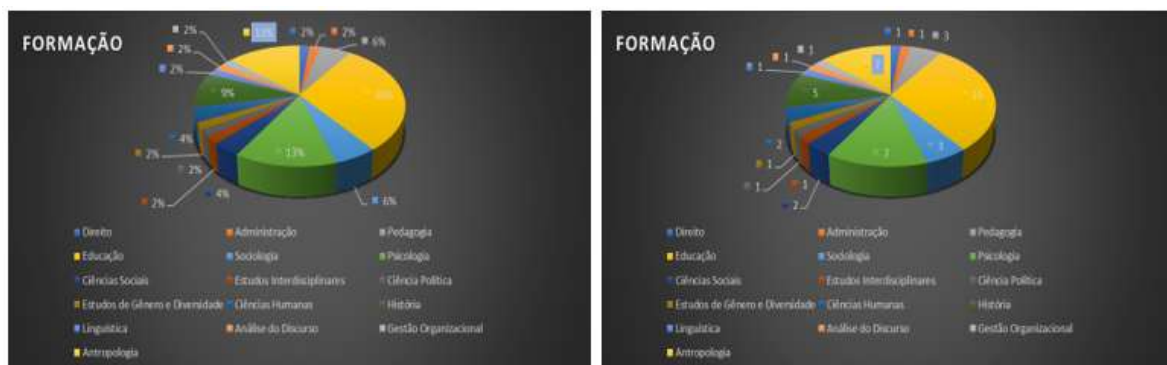 FORMAÇÃO
13%
2%
2%
6%
2%
2%
2%
9%
4%
2%
2%
2%
4%
13%
6%
Direito Administração Pedagogia
Educação Sociologia Psicologia
Ciências Sociais Estudos Interdisciplinares Ciência Política
Estudos de Gênero e Diversidade Ciências Humanas História
Linguística Análise do Discurso Gestão Organizacional
Antropologia
FORMAÇÃO
1
1
3
1
1
1
5
7
2
1
1
1
2
7
3
Direito Administração Pedagogia
Educação Sociologia Psicologia
Ciências Sociais Estudos Interdisciplinares Ciência Política
Estudos de Gênero e Diversidade Ciências Humanas História
Linguística Análise do Discurso Gestão Organizacional
Antropologia